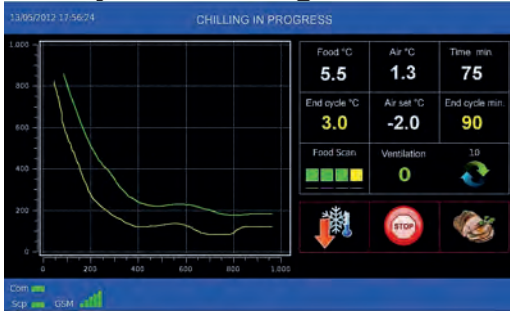 13/05/2012 17:56:24
CHILLING IN PROGRESS
Food °C Air °C Time min.
5.5 1.3 75
End cycle °C Air set °C End cycle min.
3.0 -2.0 90
Food Scan Ventilation 10
0
STOP
1.000
800
600
400
200
0
0 200 400 600 800 1.000
Com
Scp GSM